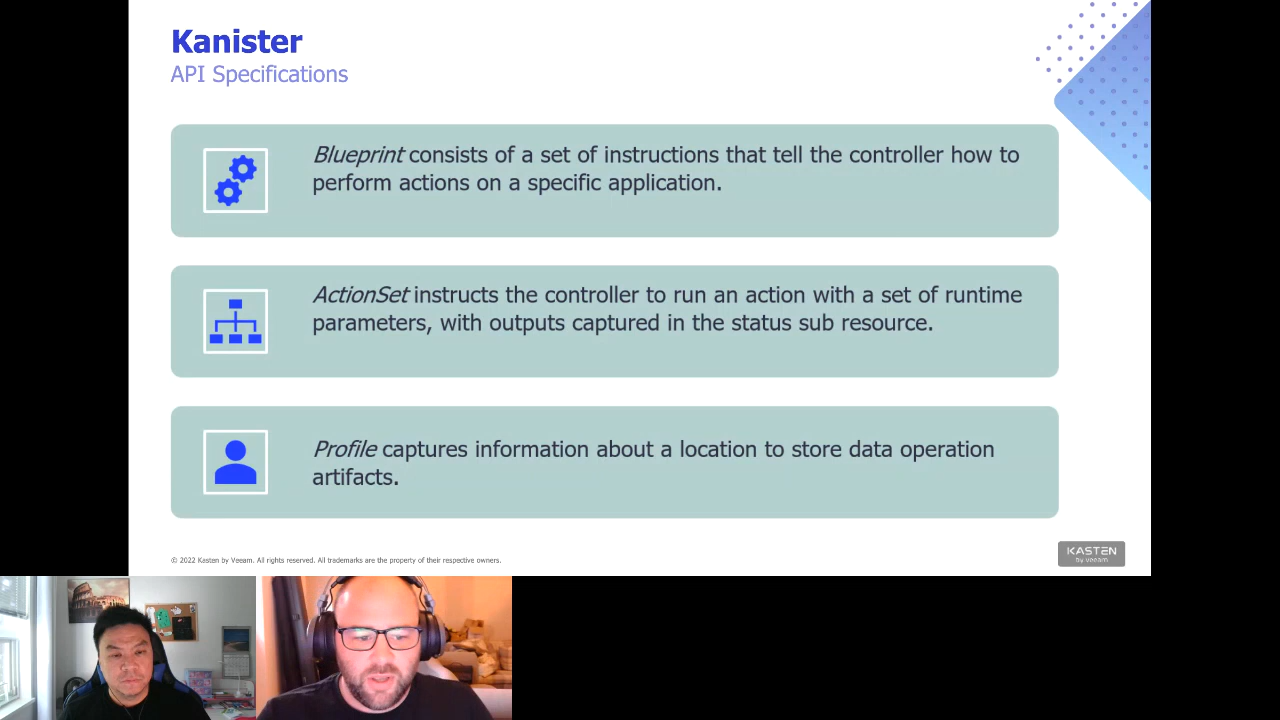 Kanister
API Specifications
Blueprint consists of a set of instructions that tell the controller how to
perform actions on a specific application.
ActionSet instructs the controller to run an action with a set of runtime
parameters, with outputs captured in the status sub resource.
Profile captures information about a location to store data operation
artifacts.
© 2022 Kasten by Veeam. All rights reserved. All trademarks are the property of their respective owners.
KASTEN
by veeam